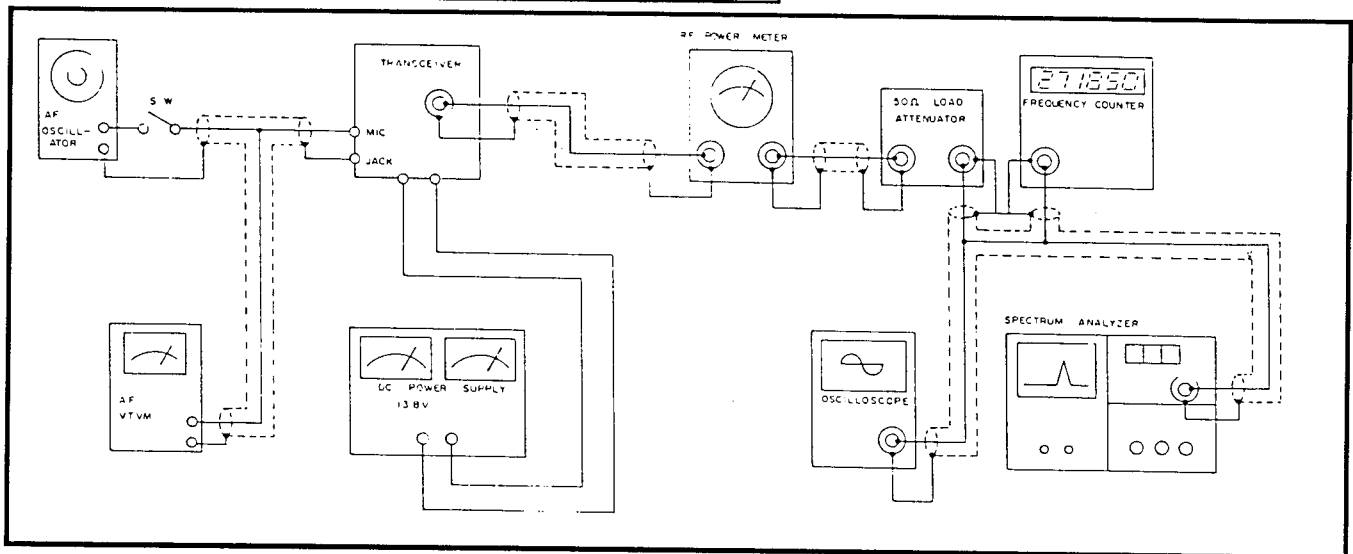 RF POWER METER
TRANSCEIVER
271850
FREQUENCY COUNTER
50Ω LOAD
ATTENUATOR
SW
AF
OSCILL-
ATOR
MIC
JACK
SPECTRUM ANALYZER
DC POWER SUPPLY
13.8V
AF
VTVM
OSCILLOSCOPE